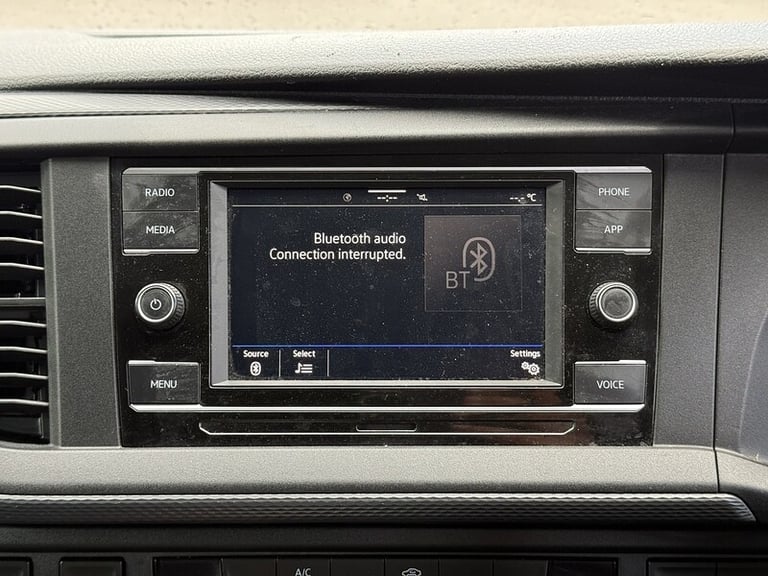 RADIO
PHONE
MEDIA
APP
--:--
--,-°C
Bluetooth audio
Connection interrupted.
BT
Source
Select
Settings
MENU
VOICE
A/C